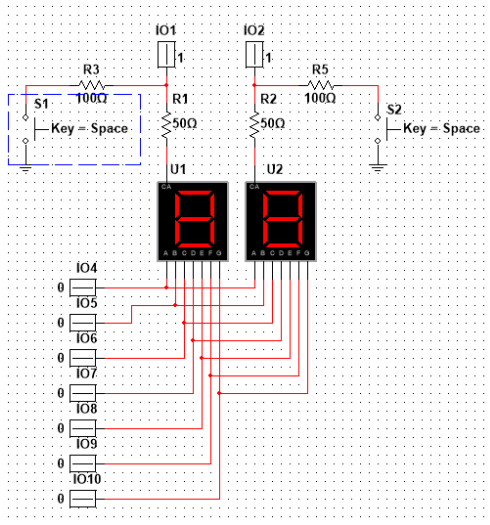 IO1 IO2
1 1
R3 R5
100Ω 100Ω
S1 R1 R2 S2
Key = Space 50Ω 50Ω Key = Space
U1 U2
CA CA
A B C D E F G A B C D E F G
IO4
0
IO5
0
IO6
0
IO7
0
IO8
0
IO9
0
IO10
0